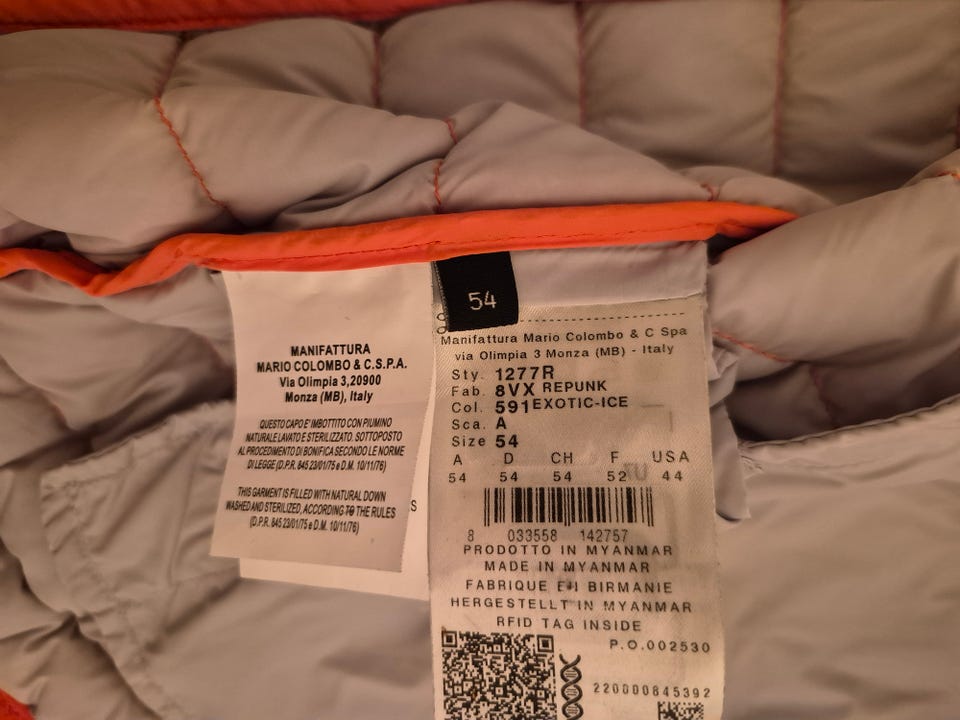 54
MANIFATTURA
MARIO COLOMBO & C.S.P.A.
Via Olimpia 3,20900
Monza (MB), Italy
QUESTO CAPO E' IMBOTTITO CON PIUMINO
NATURALE LAVATO E STERILIZZATO. SOTTOPOSTO
AL PROCEDIMENTO DI BONIFICA SECONDO LE NORME
DI LEGGE (D.P.R. 845 23/01/75 e D.M. 10/11/76)
THIS GARMENT IS FILLED WITH NATURAL DOWN
WASHED AND STERILIZED, ACCORDING TO THE RULES
(D.P.R. 845 23/01/75 e D.M. 10/11/76)
Manifattura Mario Colombo & C Spa
via Olimpia 3 Monza (MB) - Italy
Sty. 1277R
Fab. 8VX REPUNK
Col. 591 EXOTIC-ICE
Sca. A
Size 54
A D CH F USA
54 54 54 52 44
8 033558 142757
PRODOTTO IN MYANMAR
MADE IN MYANMAR
FABRIQUE EN BIRMANIE
HERGESTELLT IN MYANMAR
RFID TAG INSIDE
P.O.002530
220000845392